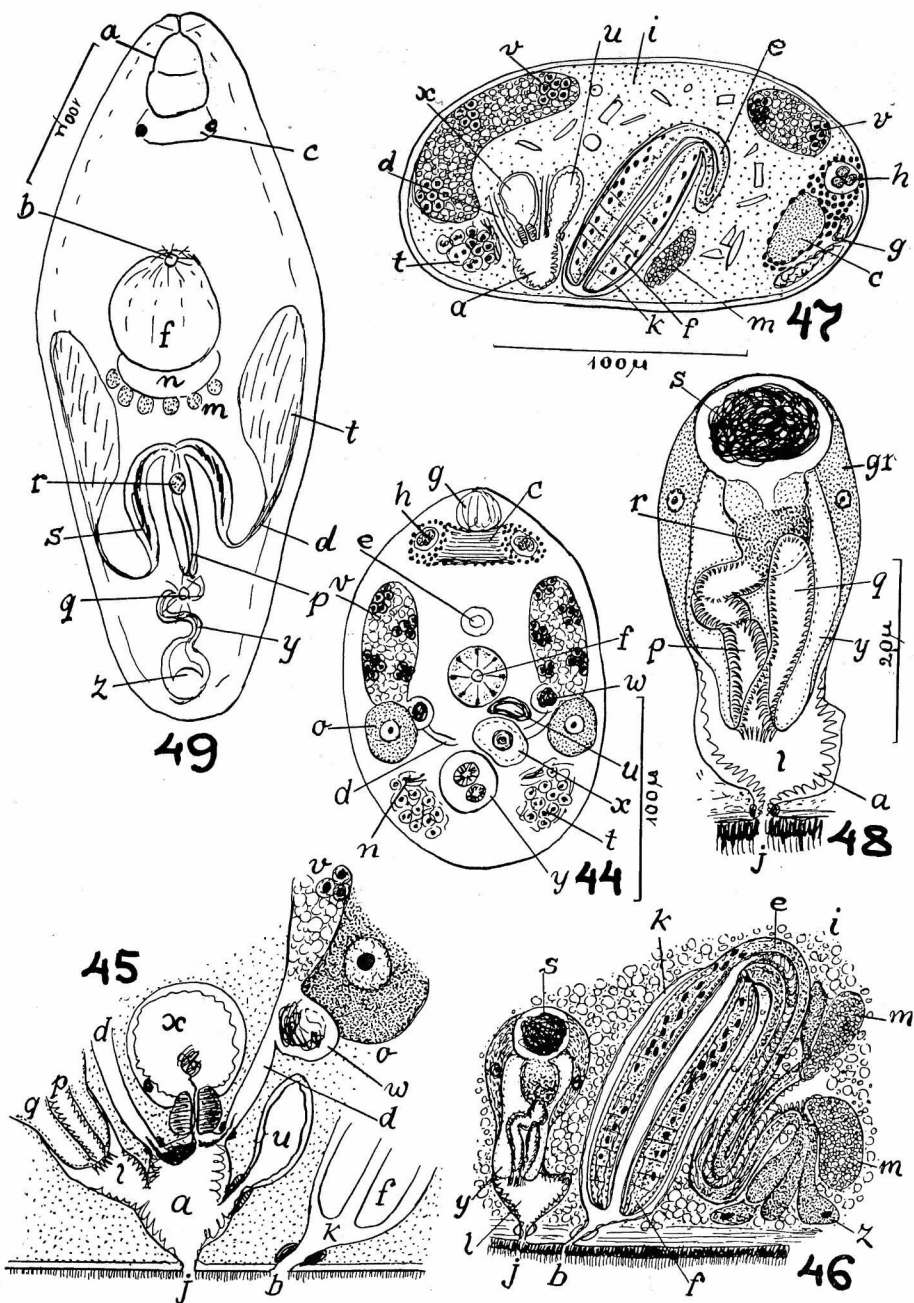 a
100µ
c
b
f
n
m
t
r
s
d
p
q
y
z
49
v
u
i
e
x
v
d
h
t
g
a
c
k
f
m
47
100µ
s
gr
r
q
p
y
20µ
l
a
j
48
g
c
h
e
v
f
w
o
d
u
x
n
t
y
44
100µ
45
v
x
d
o
p
w
q
d
l
u
a
f
k
j
b
k
e
i
s
m
m
y
l
z
j
b
f
46